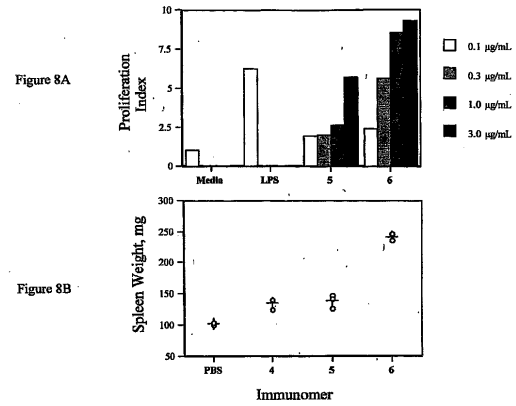 Figure 8A
Proliferation
Index
10
7.5
5
2.5
0
Media
LPS
5
6
0.1 µg/mL
0.3 µg/mL
1.0 µg/mL
3.0 µg/mL
Figure 8B
Spleen Weight, mg
300
250
200
150
100
50
PBS
4
5
6
Immunomer